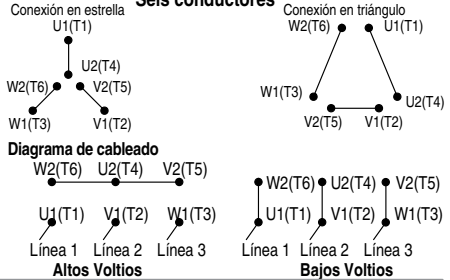 Seis conductores
Conexión en estrella
Conexión en triángulo
U1(T1)
U2(T4)
W2(T6)
V2(T5)
W1(T3)
V1(T2)
W2(T6)
U1(T1)
W1(T3)
U2(T4)
V2(T5)
V1(T2)
Diagrama de cableado
W2(T6) U2(T4) V2(T5)
U1(T1) V1(T2) W1(T3)
Línea 1 Línea 2 Línea 3
Altos Voltios
W2(T6) U2(T4) V2(T5)
U1(T1) V1(T2) W1(T3)
Línea 1 Línea 2 Línea 3
Bajos Voltios